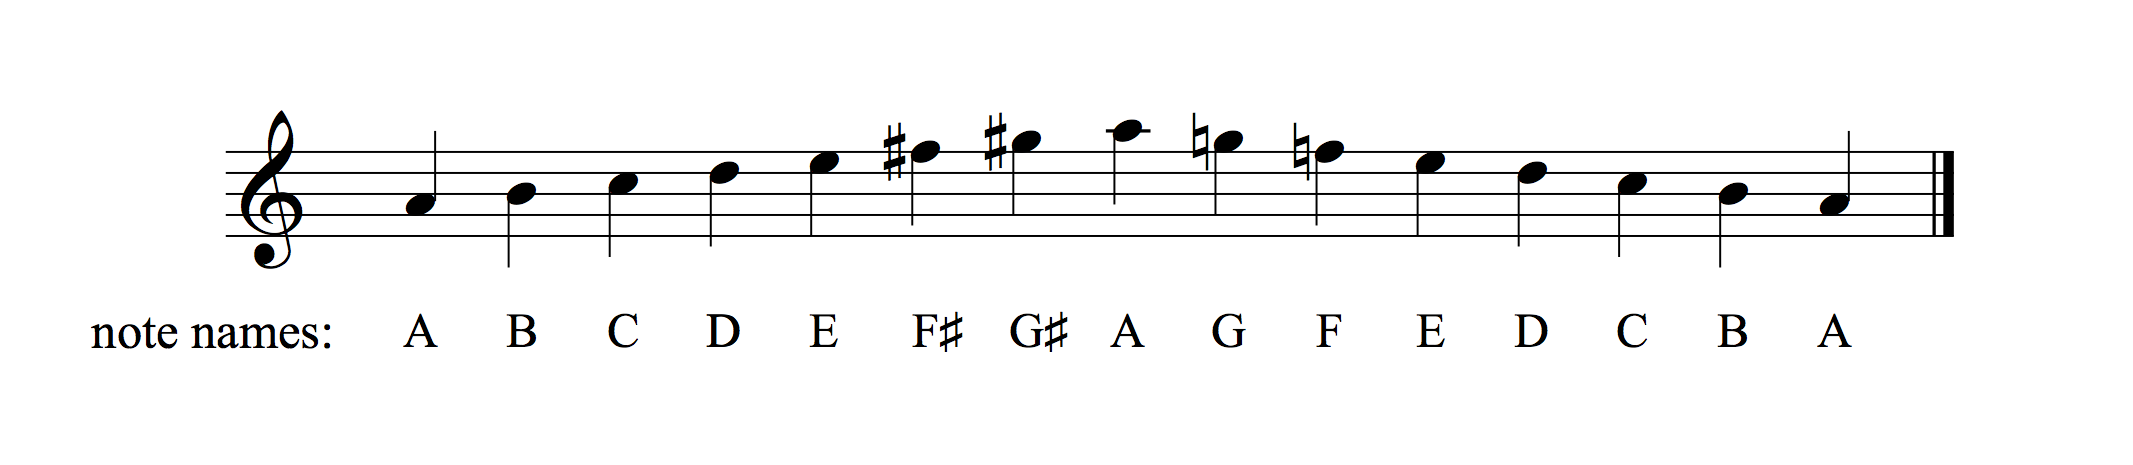 note names: A B C D E F♯ G♯ A G F E D C B A